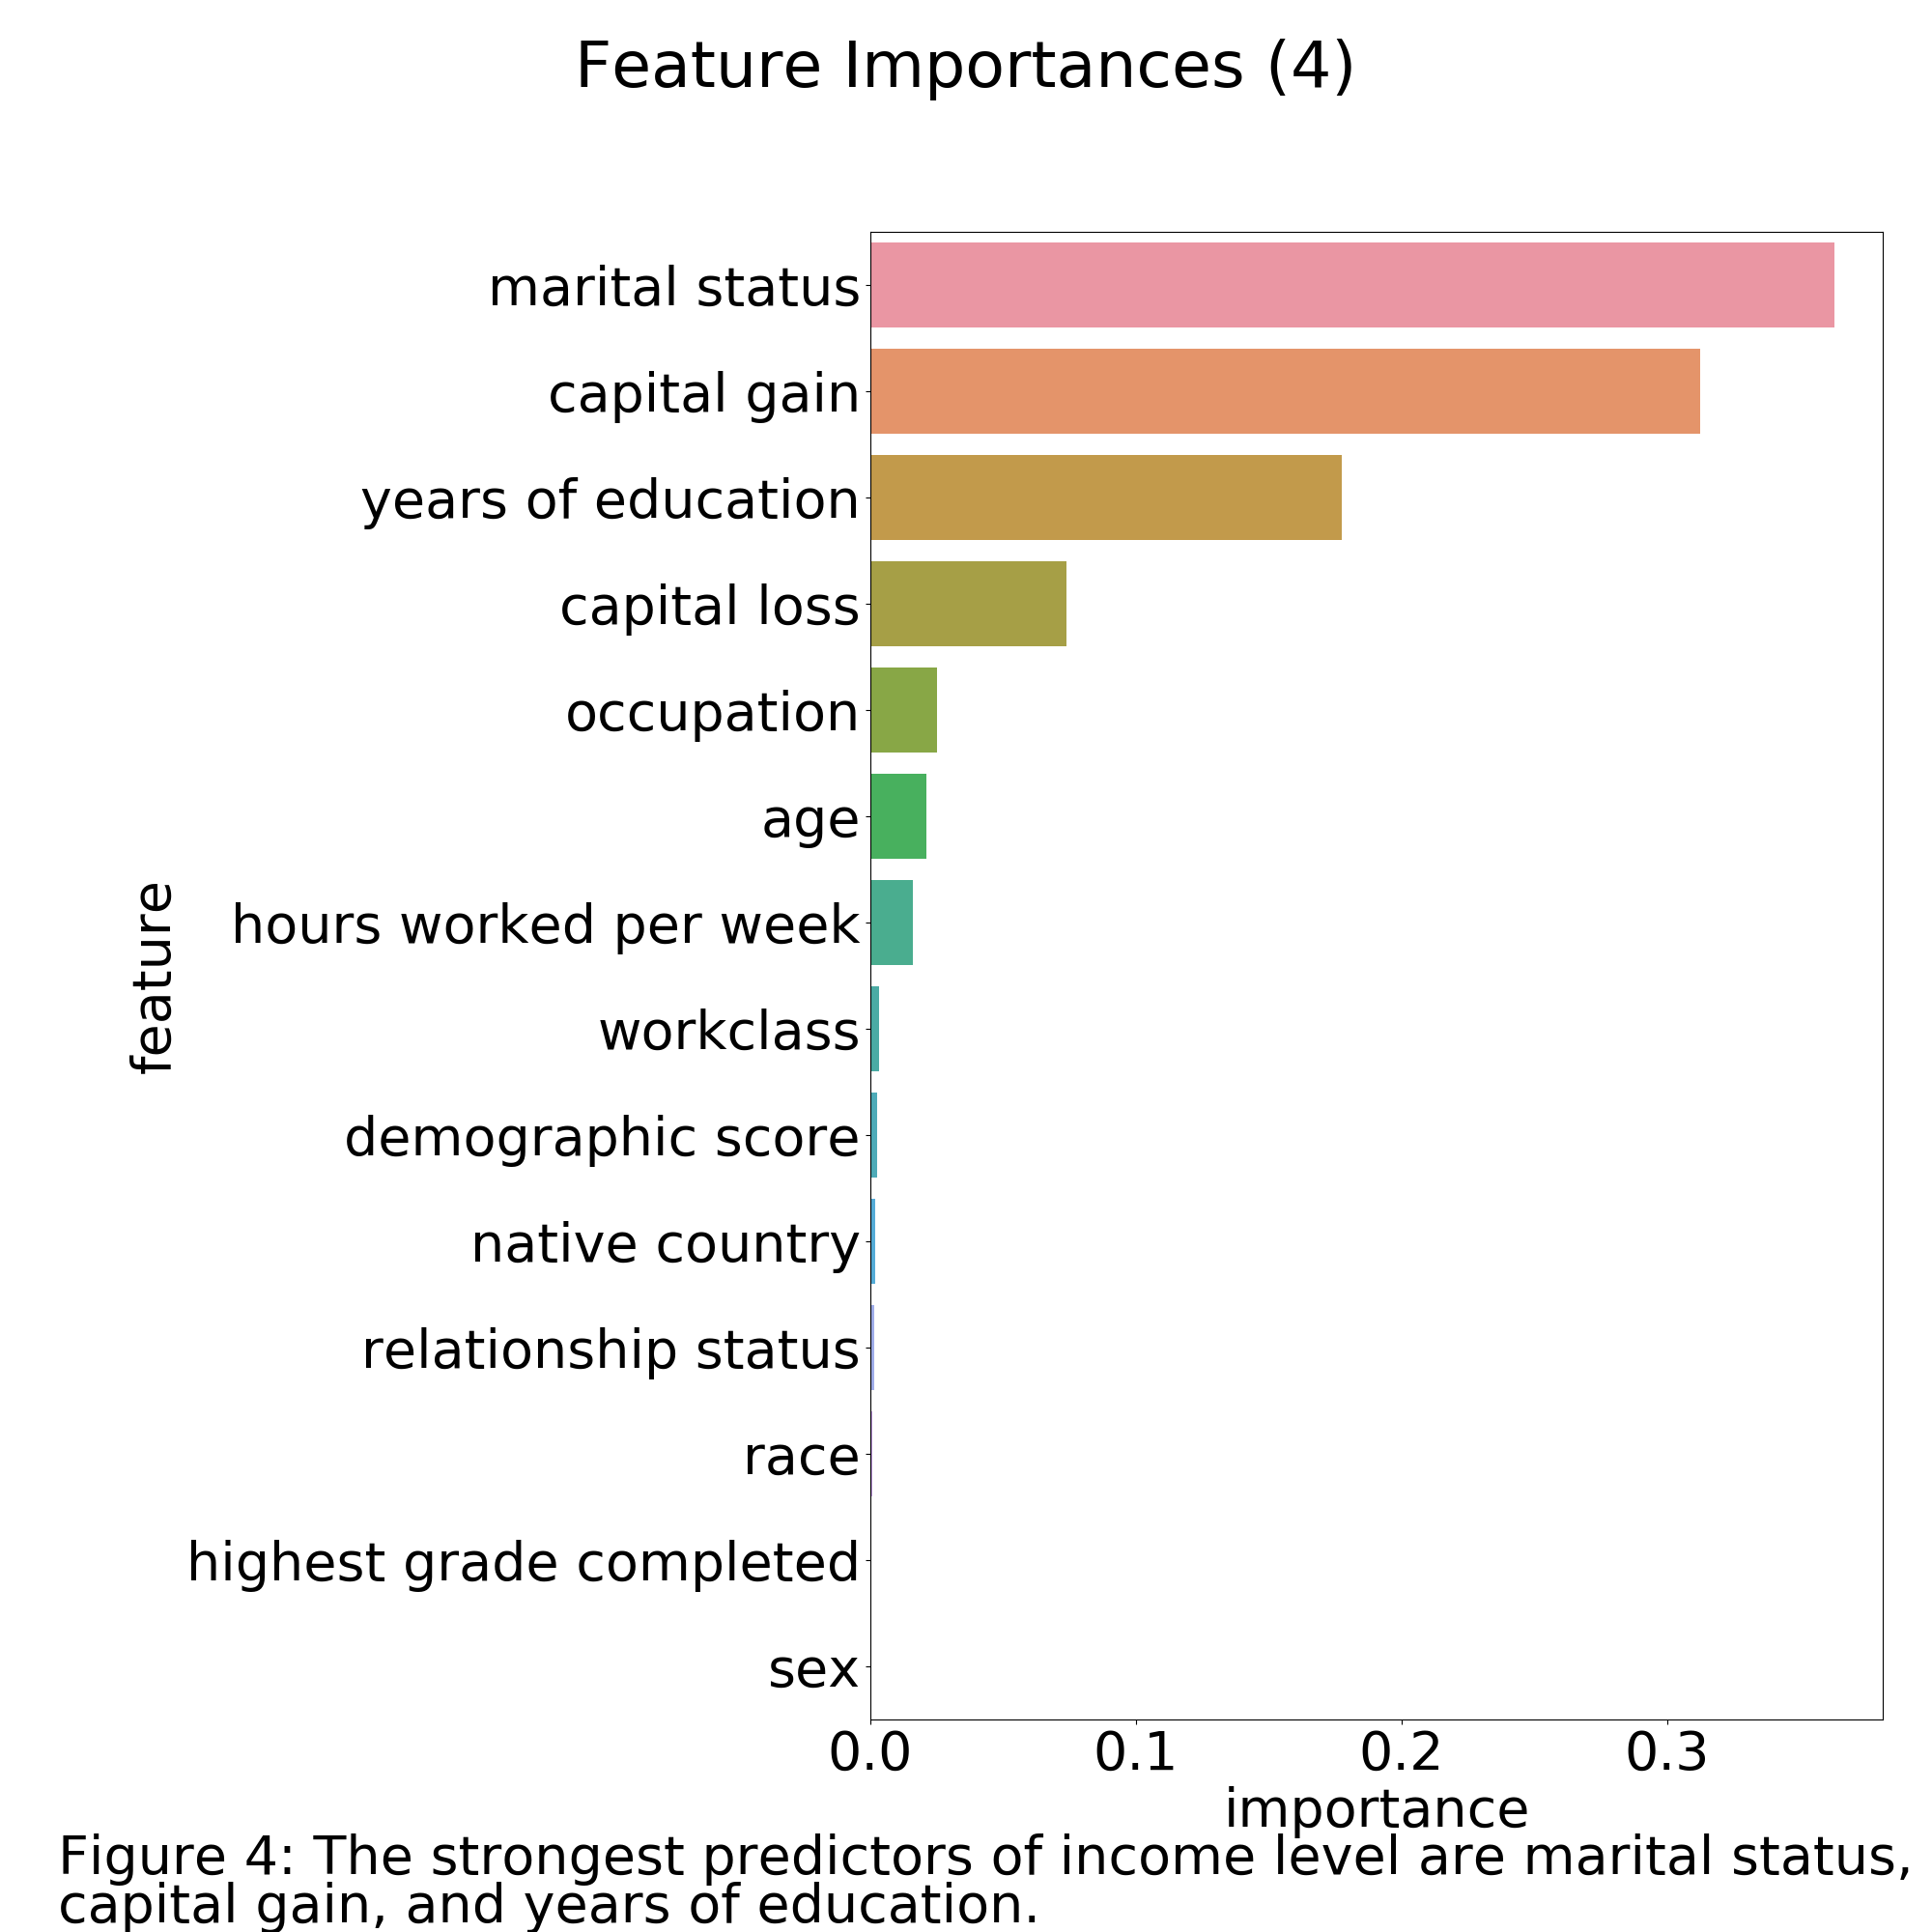 Feature Importances (4)
marital status
capital gain
years of education
capital loss
occupation
age
hours worked per week
workclass
demographic score
native country
relationship status
race
highest grade completed
sex
feature
0.0 0.1 0.2 0.3
importance
Figure 4: The strongest predictors of income level are marital status,
capital gain, and years of education.